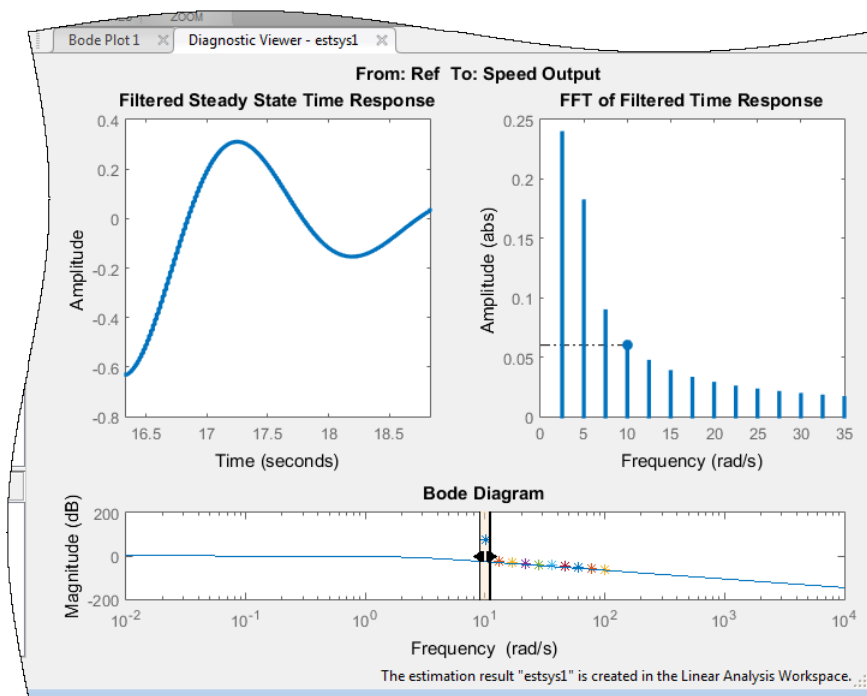 ZOOM
Bode Plot 1
Diagnostic Viewer - estsys1
From: Ref To: Speed Output
Filtered Steady State Time Response
0.4
0.2
0
-0.2
-0.4
-0.6
-0.8
Amplitude
16.5 17 17.5 18 18.5
Time (seconds)
FFT of Filtered Time Response
0.25
0.2
0.15
0.1
0.05
0
Amplitude (abs)
0 5 10 15 20 25 30 35
Frequency (rad/s)
Bode Diagram
200
0
-200
Magnitude (dB)
10^-2 10^-1 10^0 10^1 10^2 10^3 10^4
Frequency (rad/s)
The estimation result "estsys1" is created in the Linear Analysis Workspace.